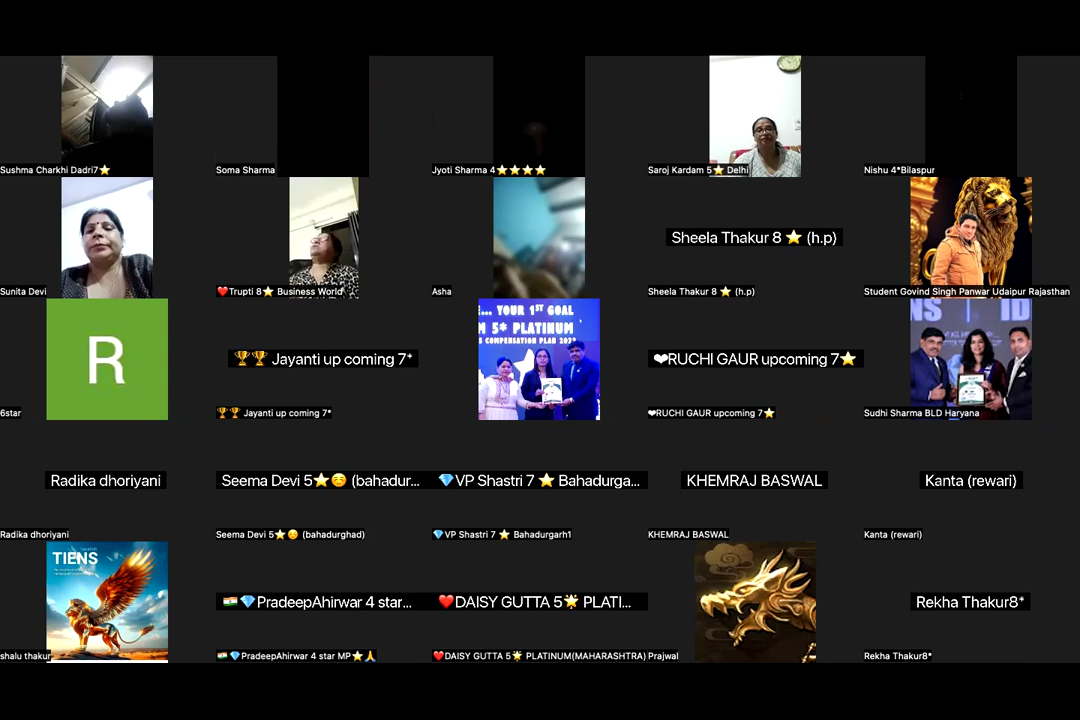 Sushma Charkhi Dadri7⭐
Soma Sharma
Jyoti Sharma 4⭐⭐⭐⭐
Saroj Kardam 5⭐ Delhi
Nishu 4*Bilaspur
Sunita Devi
❤️Trupti 8⭐ Business World
Asha
Sheela Thakur 8 ⭐ (h.p)
Sheela Thakur 8 ⭐ (h.p)
Student Govind Singh Panwar Udaipur Rajasthan
R
6star
🏆🏆 Jayanti up coming 7*
🏆🏆 Jayanti up coming 7*
E... YOUR 1ST GOAL
M 5* PLATINUM
❤RUCHI GAUR upcoming 7⭐
❤RUCHI GAUR upcoming 7⭐
NS ID
Sudhi Sharma BLD Haryana
Radika dhoriyani
Radika dhoriyani
Seema Devi 5⭐☺️ (bahadur...
Seema Devi 5⭐☺️ (bahadurghad)
💎VP Shastri 7 ⭐ Bahadurga...
💎VP Shastri 7 ⭐ Bahadurgarh1
KHEMRAJ BASWAL
KHEMRAJ BASWAL
Kanta (rewari)
Kanta (rewari)
TIENS
shalu thakur
🇮🇳💎PradeepAhirwar 4 star...
🇮🇳💎PradeepAhirwar 4 star MP⭐🙏
❤️DAISY GUTTA 5🌟 PLATI...
❤️DAISY GUTTA 5🌟 PLATINUM(MAHARASHTRA)
Prajwal
Rekha Thakur8*
Rekha Thakur8*